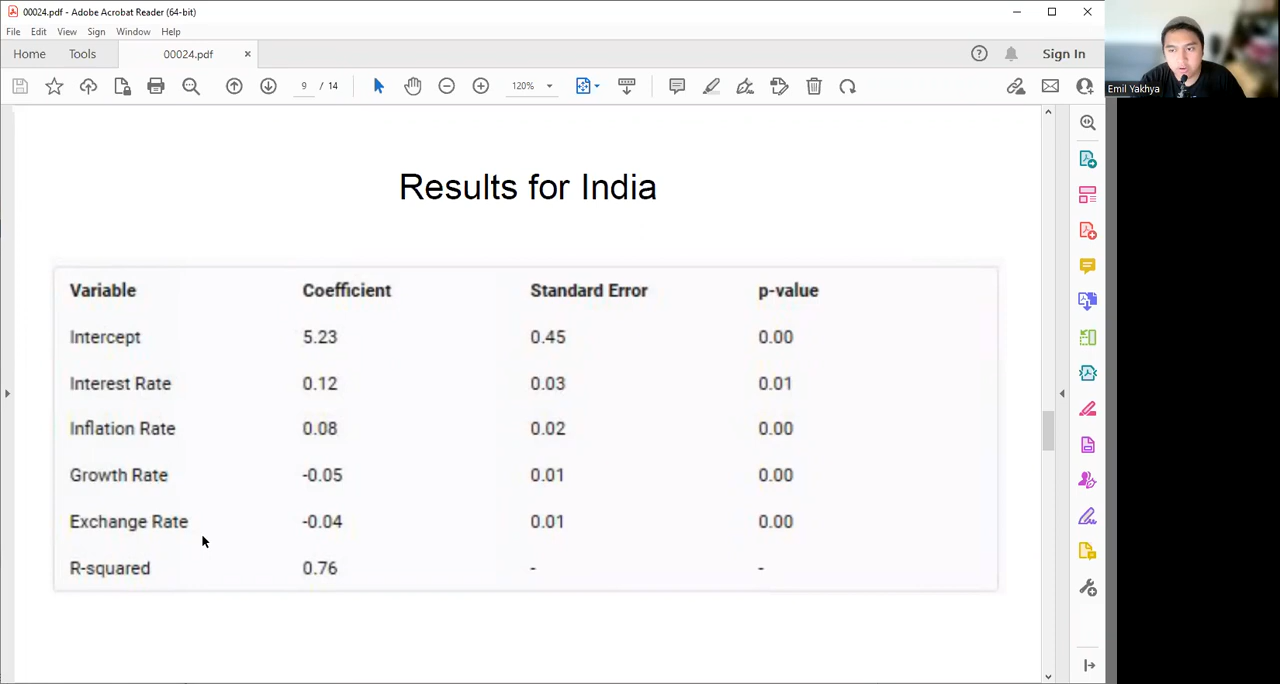 00024.pdf - Adobe Acrobat Reader (64-bit)
File Edit View Sign Window Help
Home Tools 00024.pdf × Sign In
9 / 14 120%
Emil Yakhya
Results for India
Variable Coefficient Standard Error p-value
Intercept 5.23 0.45 0.00
Interest Rate 0.12 0.03 0.01
Inflation Rate 0.08 0.02 0.00
Growth Rate -0.05 0.01 0.00
Exchange Rate -0.04 0.01 0.00
R-squared 0.76 - -